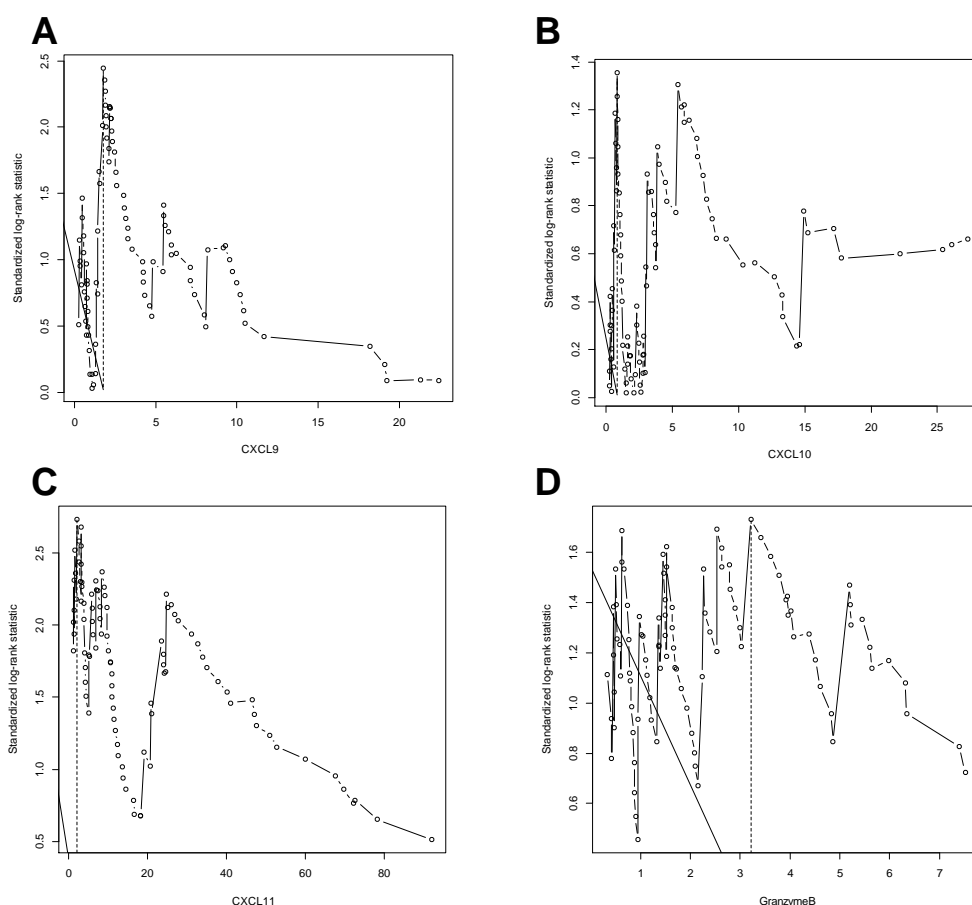 A
Standardized log-rank statistic
0.0 0.5 1.0 1.5 2.0 2.5
0 5 10 15 20
CXCL9
B
Standardized log-rank statistic
0.0 0.2 0.4 0.6 0.8 1.0 1.2 1.4
0 5 10 15 20 25
CXCL10
C
Standardized log-rank statistic
0.5 1.0 1.5 2.0 2.5
0 20 40 60 80
CXCL11
D
Standardized log-rank statistic
0.6 0.8 1.0 1.2 1.4 1.6
1 2 3 4 5 6 7
GranzymeB